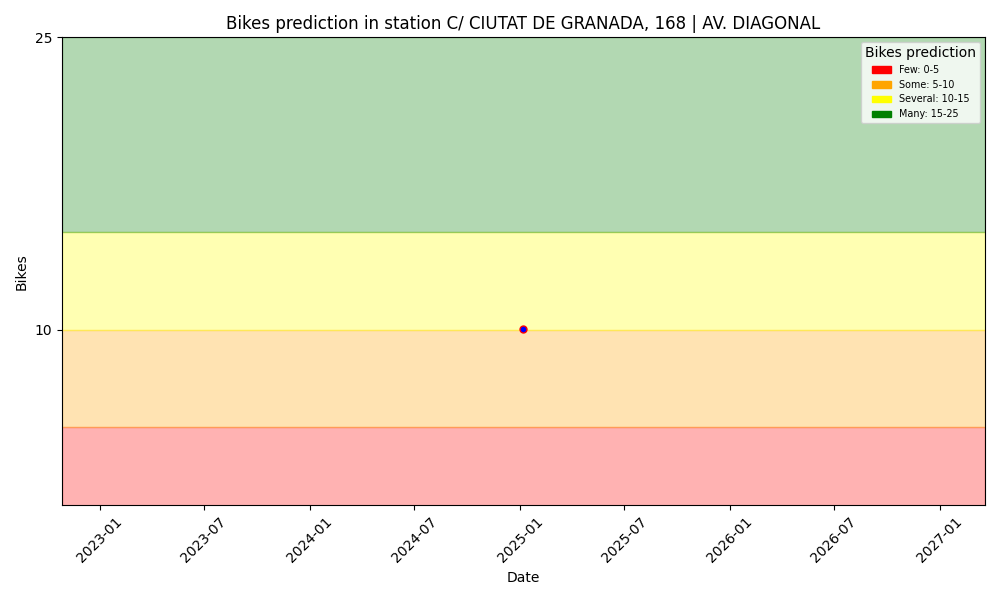 Bikes prediction in station C/ CIUTAT DE GRANADA, 168 | AV. DIAGONAL
25
10
Bikes
Bikes prediction
Few: 0-5
Some: 5-10
Several: 10-15
Many: 15-25
2023-01
2023-07
2024-01
2024-07
2025-01
2025-07
2026-01
2026-07
2027-01
Date